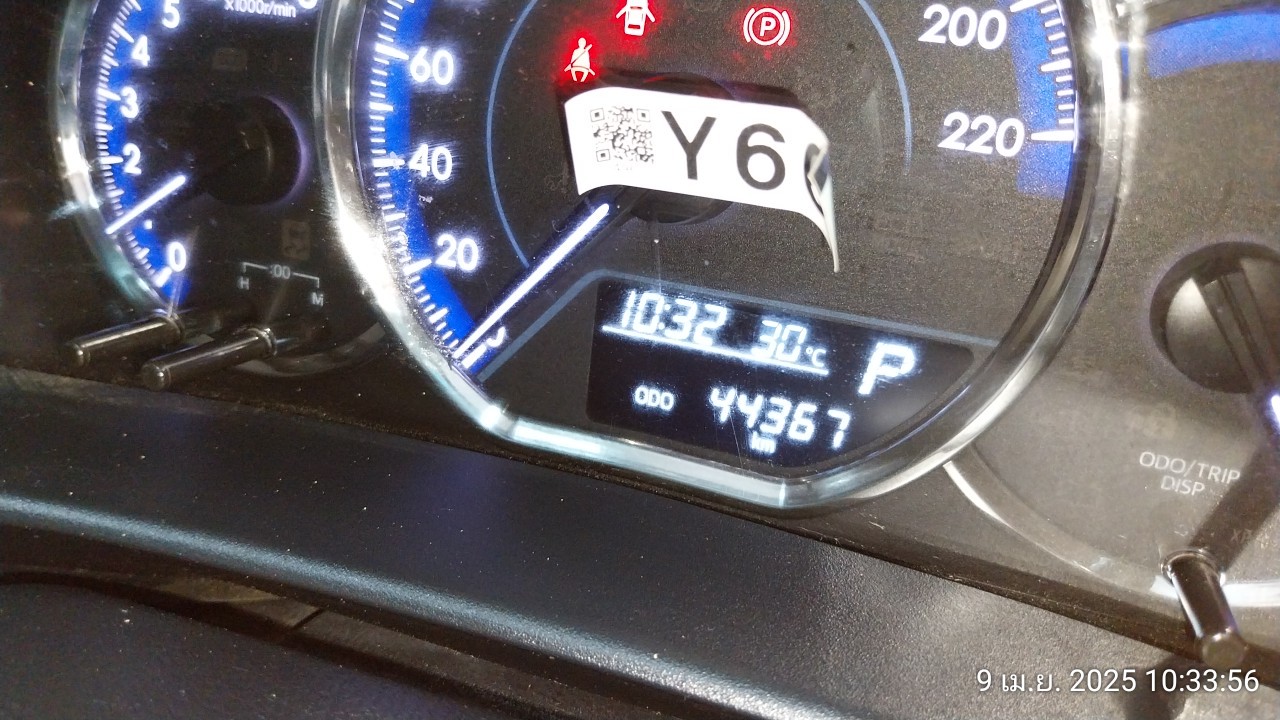 x1000r/min
5
4
3
2
0
:00
H M
60
40
20
200
220
P
Y6
10:32 30°C P
ODO 44367
km
ODO/TRIP
DISP
9 เม.ย. 2025 10:33:56